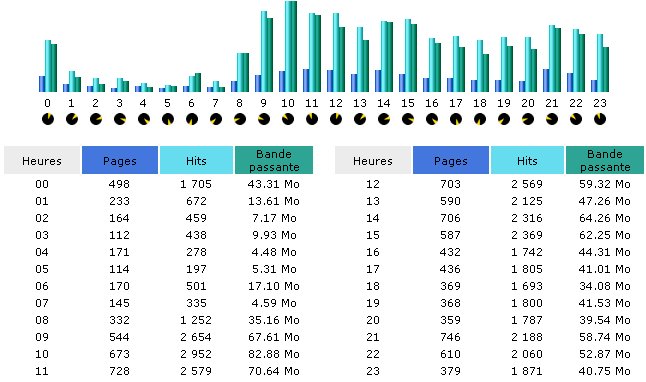 0 1 2 3 4 5 6 7 8 9 10 11 12 13 14 15 16 17 18 19 20 21 22 23
Heures Pages Hits Bande passante
00 498 1 705 43.31 Mo
01 233 672 13.61 Mo
02 164 459 7.17 Mo
03 112 438 9.93 Mo
04 171 278 4.48 Mo
05 114 197 5.31 Mo
06 170 501 17.10 Mo
07 145 335 4.59 Mo
08 332 1 252 35.16 Mo
09 544 2 654 67.61 Mo
10 673 2 952 82.88 Mo
11 728 2 579 70.64 Mo
Heures Pages Hits Bande passante
12 703 2 569 59.32 Mo
13 590 2 125 47.26 Mo
14 706 2 316 64.26 Mo
15 587 2 369 62.25 Mo
16 432 1 742 44.31 Mo
17 436 1 805 41.01 Mo
18 369 1 693 34.08 Mo
19 368 1 800 41.53 Mo
20 359 1 787 39.54 Mo
21 746 2 188 58.74 Mo
22 610 2 060 52.87 Mo
23 379 1 871 40.75 Mo